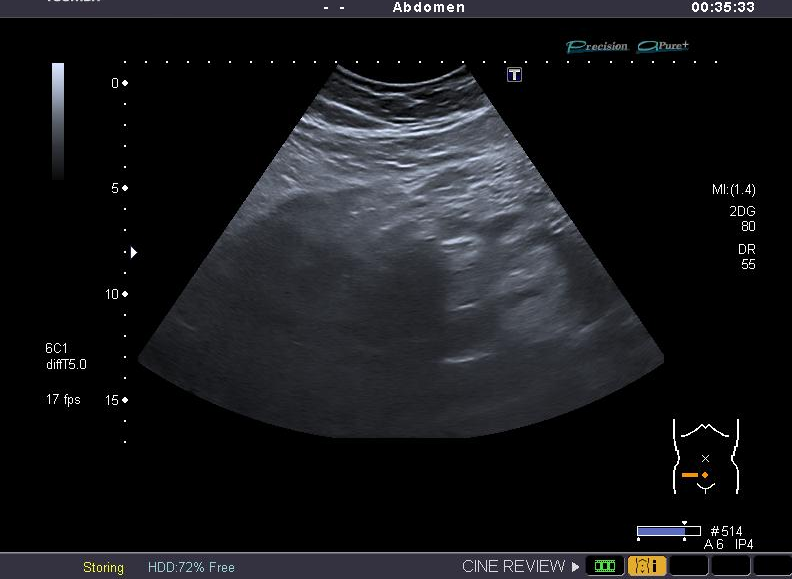 - - Abdomen 00:35:33
Precision APure+
T
0
5
10
15
MI:(1.4)
2DG
80
DR
55
6C1
diffT5.0
17 fps
#514
A 6 IP4
Storing HDD:72% Free CINE REVIEW
i